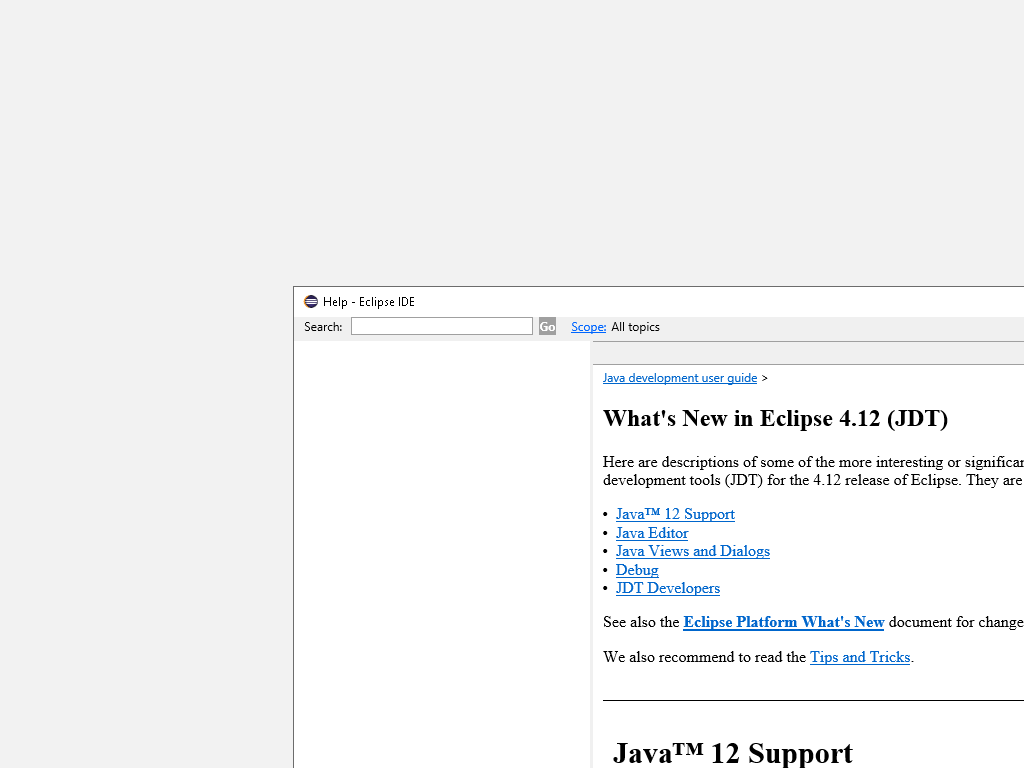 Help - Eclipse IDE
Search: Go Scope: All topics
Java development user guide >
What's New in Eclipse 4.12 (JDT)
Here are descriptions of some of the more interesting or
development tools (JDT) for the 4.12 release of Eclipse. They are
• Java™ 12 Support
• Java Editor
• Java Views and Dialogs
• Debug
• JDT Developers
See also the Eclipse Platform What's New document for change
We also recommend to read the Tips and Tricks.
Java™ 12 Support